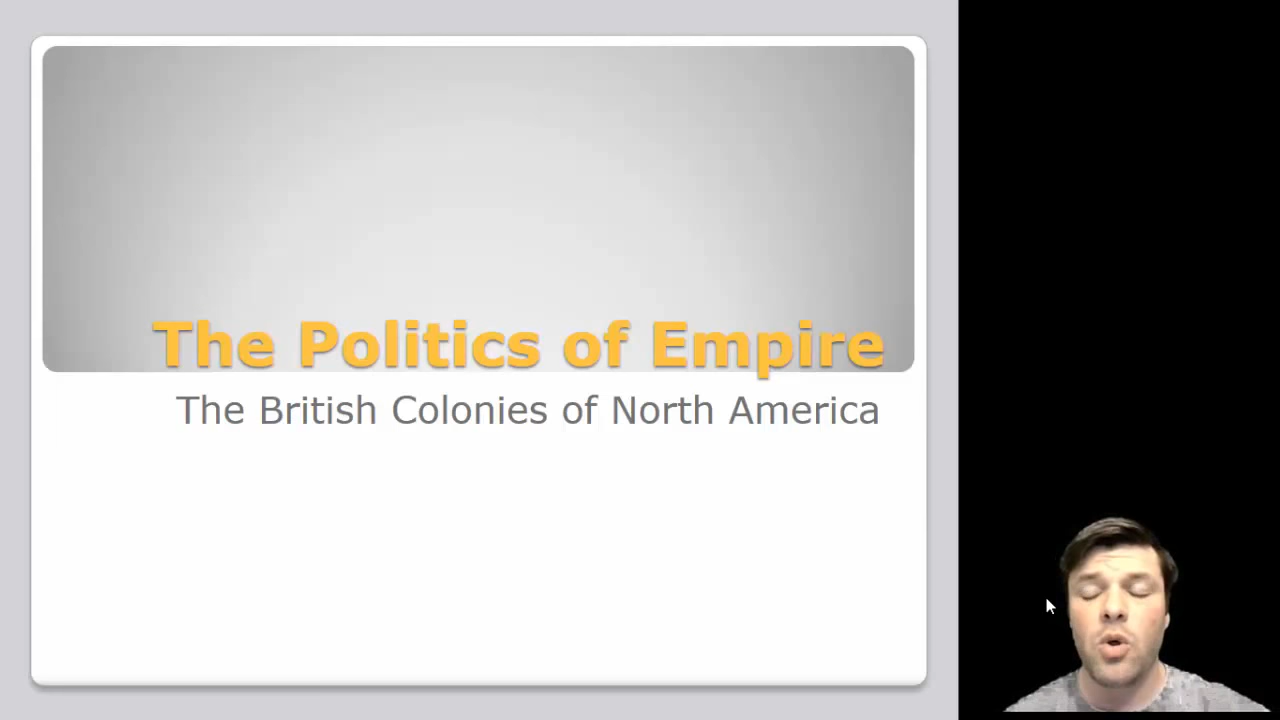 The Politics of Empire
The British Colonies of North America